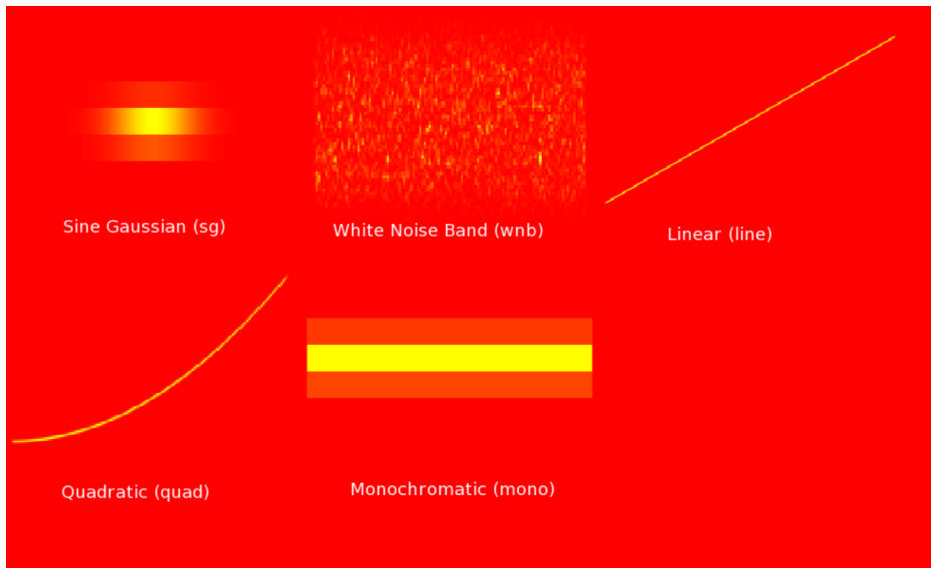 Sine Gaussian (sg)
White Noise Band (wnb)
Linear (line)
Quadratic (quad)
Monochromatic (mono)